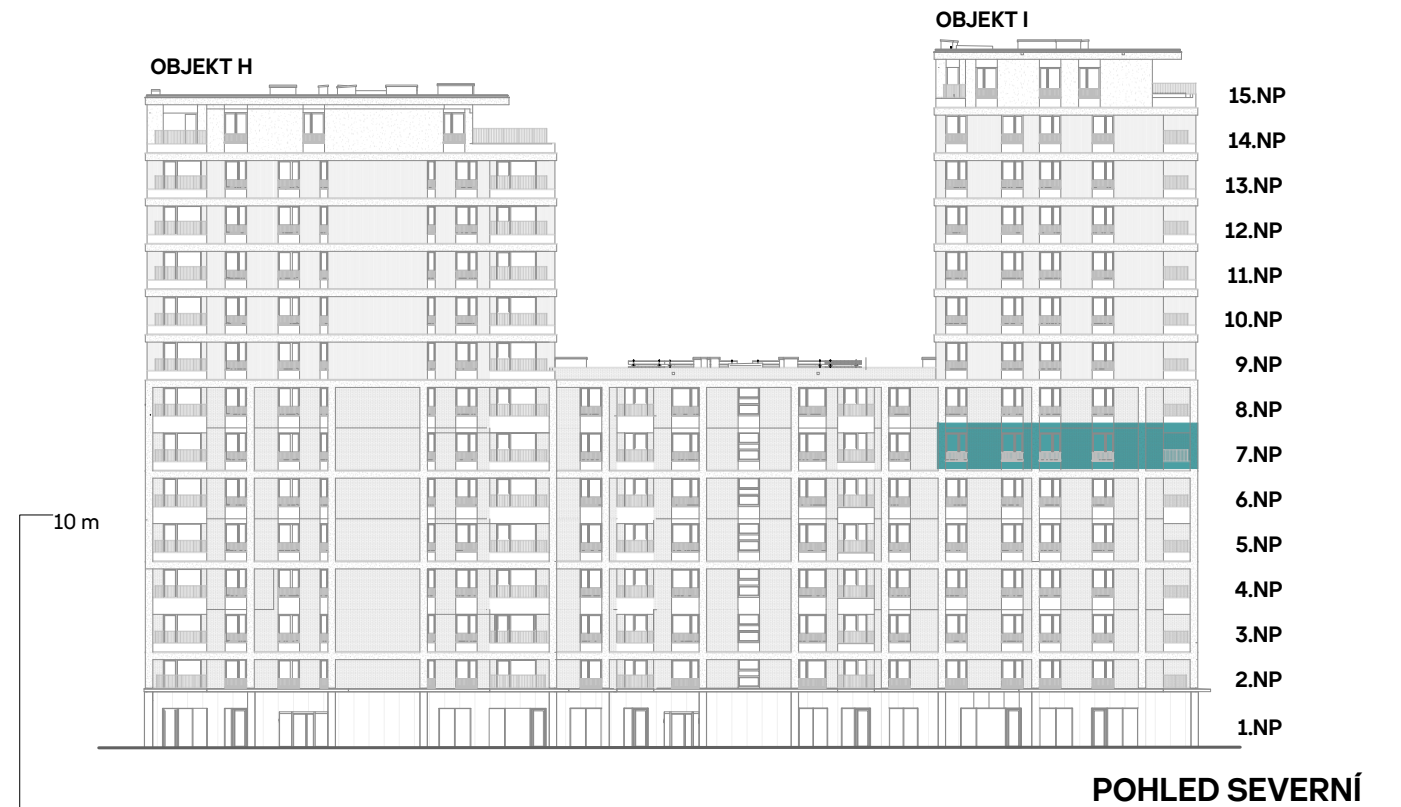 OBJEKT I
OBJEKT H
15.NP
14.NP
13.NP
12.NP
11.NP
10.NP
9.NP
8.NP
7.NP
6.NP
10 m
5.NP
4.NP
3.NP
2.NP
1.NP
POHLED SEVERNÍ